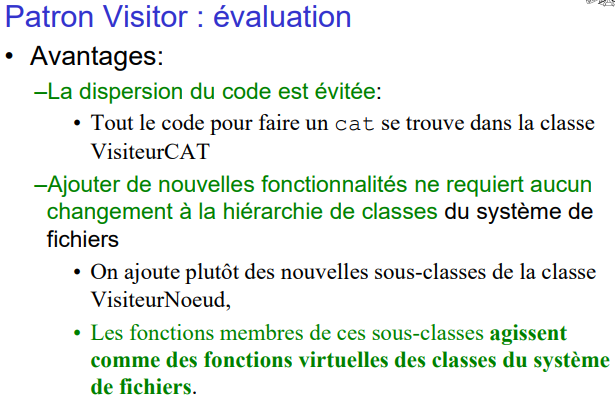 Patron Visitor : évaluation
• Avantages:
–La dispersion du code est évitée:
• Tout le code pour faire un cat se trouve dans la classe
VisiteurCAT
–Ajouter de nouvelles fonctionnalités ne requiert aucun
changement à la hiérarchie de classes du système de
fichiers
• On ajoute plutôt des nouvelles sous-classes de la classe
VisiteurNoeud,
• Les fonctions membres de ces sous-classes agissent
comme des fonctions virtuelles des classes du système
de fichiers.